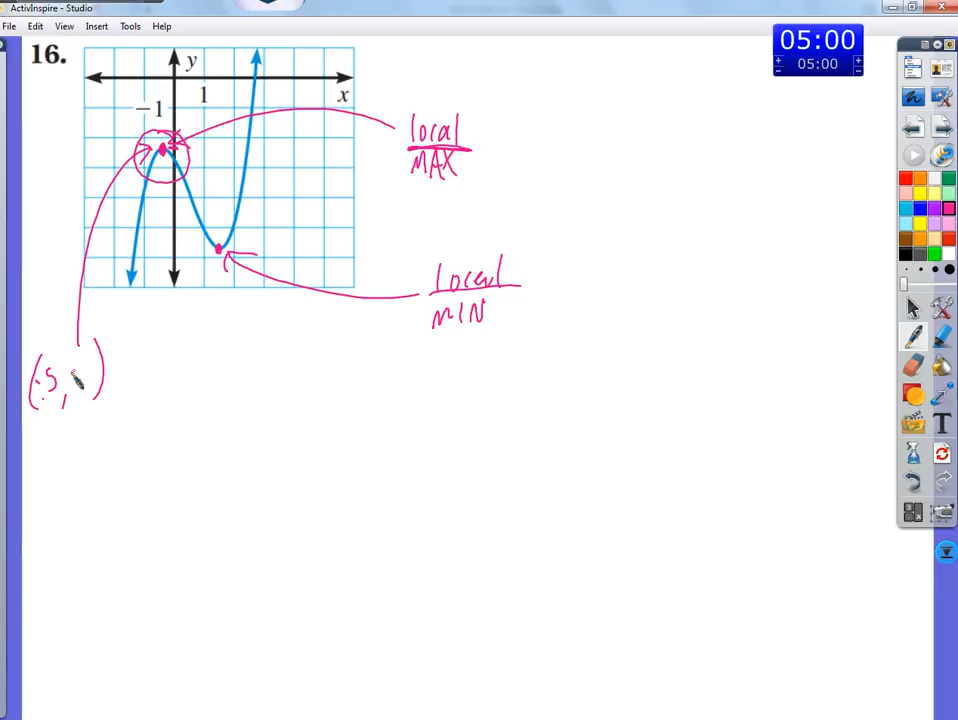 ActivInspire - Studio
File Edit View Insert Tools Help
05:00
05:00
16.
y
1
x
−1
local
MAX
local
MIN
(.5,
)
T